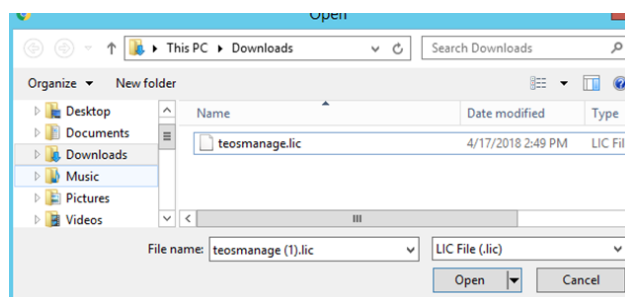 Open
This PC Downloads
Search Downloads
Organize New folder
Name Date modified Type
teosmanage.lic 4/17/2018 2:49 PM LIC Fil
Desktop
Documents
Downloads
Music
Pictures
Videos
File name: teosmanage (1).lic LIC File (.lic)
Open Cancel